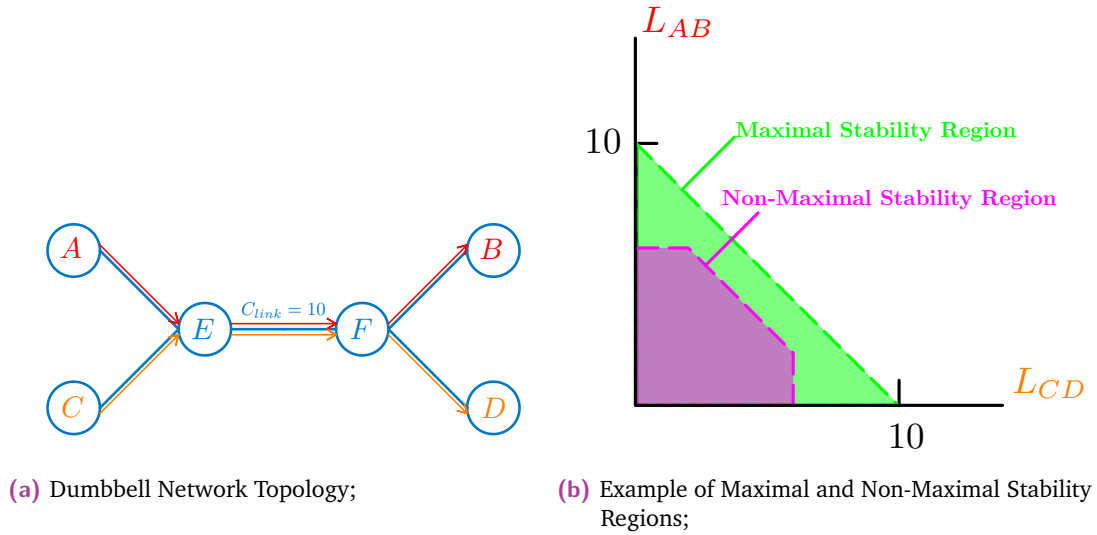 L_{AB}
Maximal Stability Region
10
Non-Maximal Stability Region
A
B
C_{link} = 10
E
F
C
D
L_{CD}
10
(a) Dumbbell Network Topology;
(b) Example of Maximal and Non-Maximal Stability
Regions;